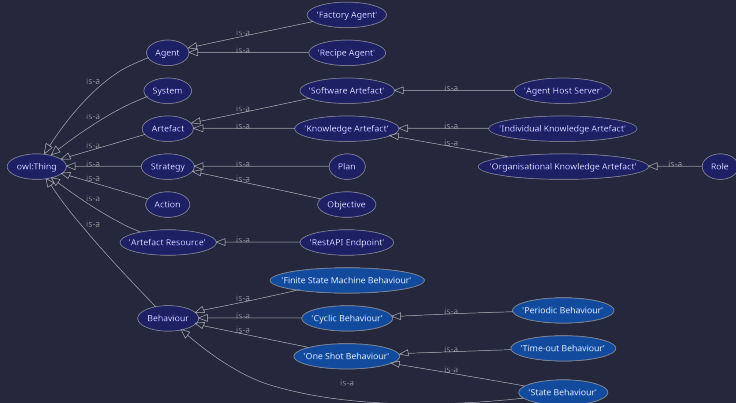 'Factory Agent'
is-a
Agent
is-a
'Recipe Agent'
is-a
System
'Software Artefact'
is-a
'Agent Host Server'
is-a
is-a
Artefact
is-a
'Knowledge Artefact'
is-a
'Individual Knowledge Artefact'
is-a
is-a
owl:Thing
is-a
Strategy
is-a
Plan
'Organisational Knowledge Artefact'
is-a
Role
is-a
is-a
Action
Objective
is-a
'Artefact Resource'
is-a
'RestAPI Endpoint'
is-a
'Finite State Machine Behaviour'
is-a
Behaviour
is-a
'Cyclic Behaviour'
is-a
'Periodic Behaviour'
is-a
'One Shot Behaviour'
is-a
'Time-out Behaviour'
is-a
is-a
'State Behaviour'